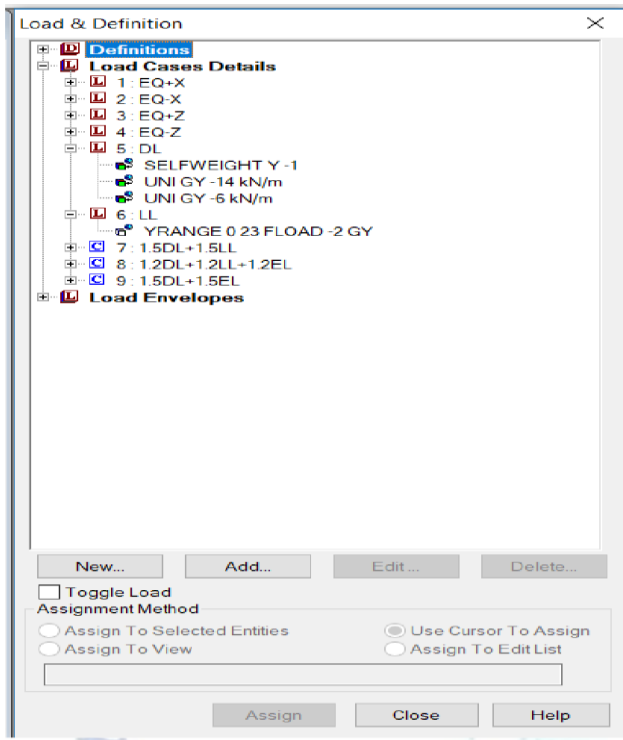 Load & Definition
Definitions
Load Cases Details
1 : EQ+X
2 : EQ-X
3 : EQ+Z
4 : EQ-Z
5 : DL
SELFWEIGHT Y -1
UNI GY -14 kN/m
UNI GY -6 kN/m
6 : LL
YRANGE 0 23 FLOAD -2 GY
7 : 1.5DL+1.5LL
8 : 1.2DL+1.2LL+1.2EL
9 : 1.5DL+1.5EL
Load Envelopes
New... Add... Edit... Delete...
Toggle Load
Assignment Method
Assign To Selected Entities Use Cursor To Assign
Assign To View Assign To Edit List
Assign Close Help